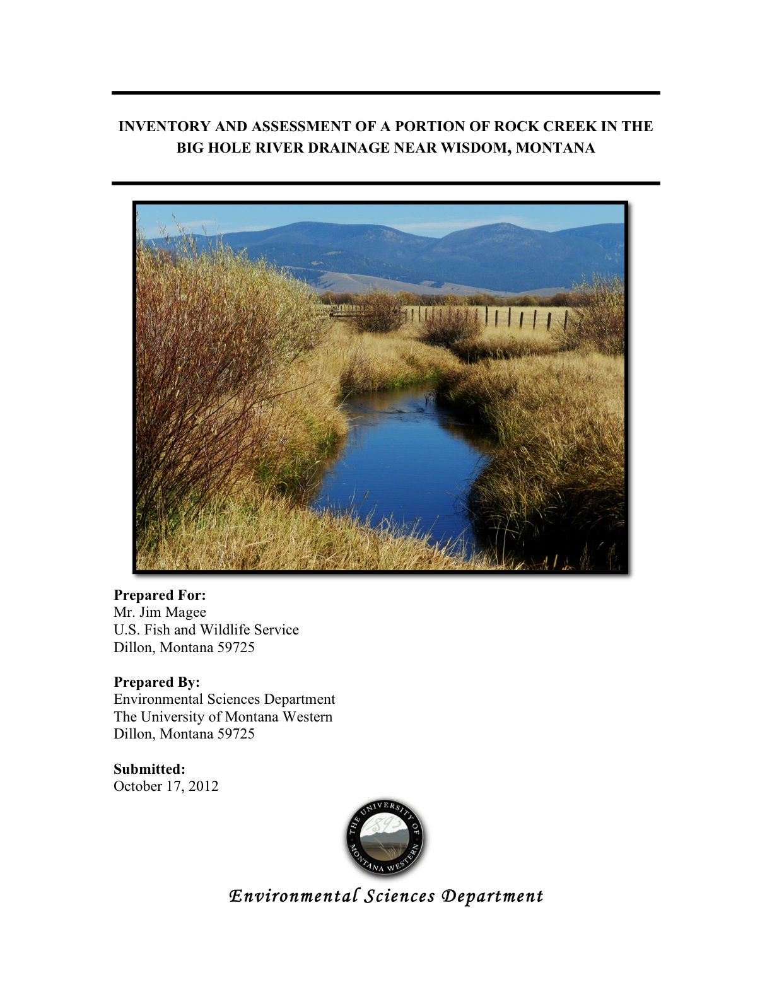 INVENTORY AND ASSESSMENT OF A PORTION OF ROCK CREEK IN THE
BIG HOLE RIVER DRAINAGE NEAR WISDOM, MONTANA
Prepared For:
Mr. Jim Magee
U.S. Fish and Wildlife Service
Dillon, Montana 59725
Prepared By:
Environmental Sciences Department
The University of Montana Western
Dillon, Montana 59725
Submitted:
October 17, 2012
THE UNIVERSITY OF
1893
MONTANA WESTERN
Environmental Sciences Department